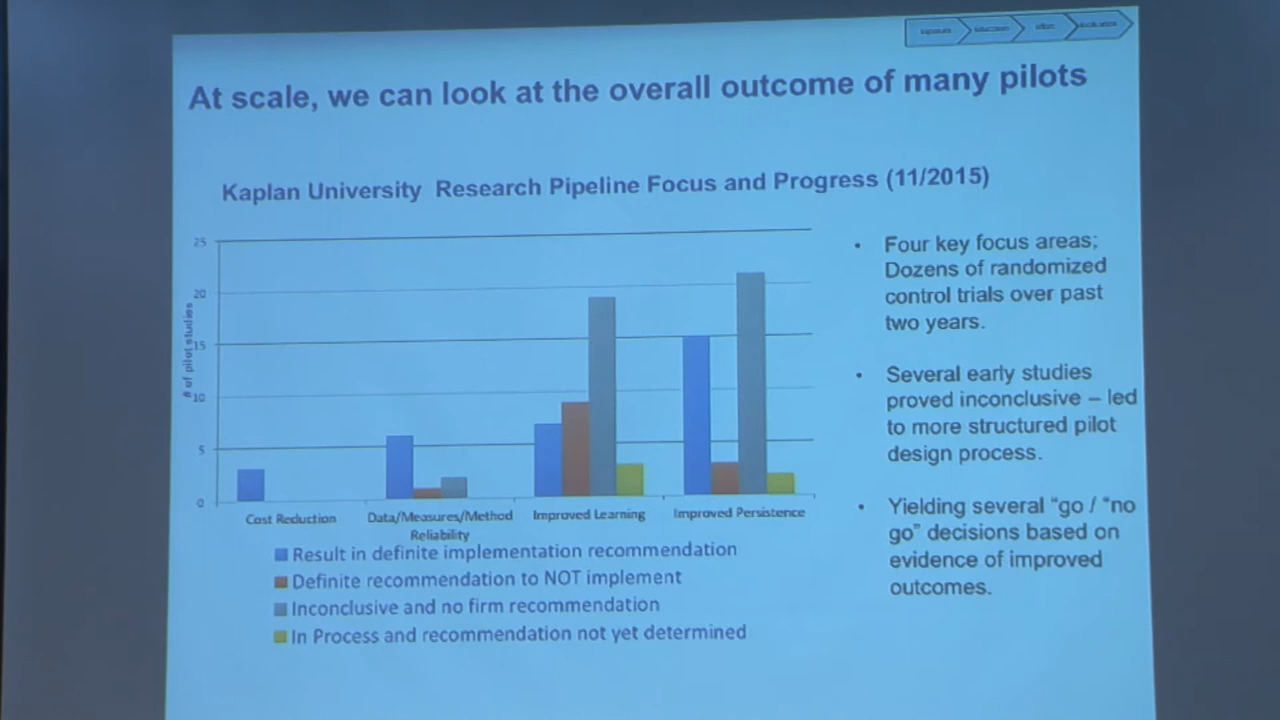 At scale, we can look at the overall outcome of many pilots
Kaplan University Research Pipeline Focus and Progress (11/2015)
# of pilot studies
25
20
15
10
5
0
Cost Reduction
Data/Measures/Method
Reliability
Improved Learning
Improved Persistence
Result in definite implementation recommendation
Definite recommendation to NOT implement
Inconclusive and no firm recommendation
In Process and recommendation not yet determined
• Four key focus areas;
Dozens of randomized
control trials over past
two years.
• Several early studies
proved inconclusive – led
to more structured pilot
design process.
• Yielding several “go / “no
go” decisions based on
evidence of improved
outcomes.